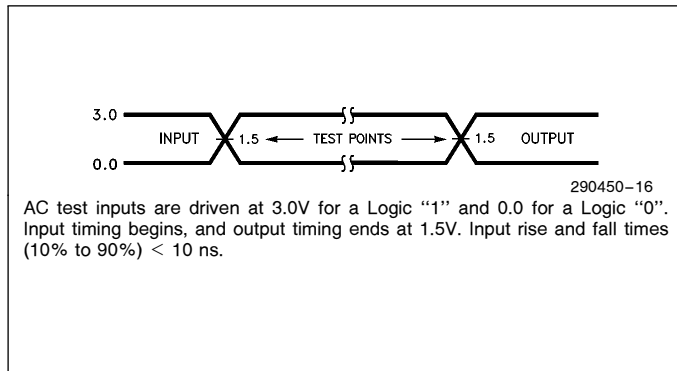 3.0
INPUT 1.5 TEST POINTS 1.5 OUTPUT
0.0
290450–16
AC test inputs are driven at 3.0V for a Logic ‘‘1’’ and 0.0 for a Logic ‘‘0’’.
Input timing begins, and output timing ends at 1.5V. Input rise and fall times
(10% to 90%) < 10 ns.